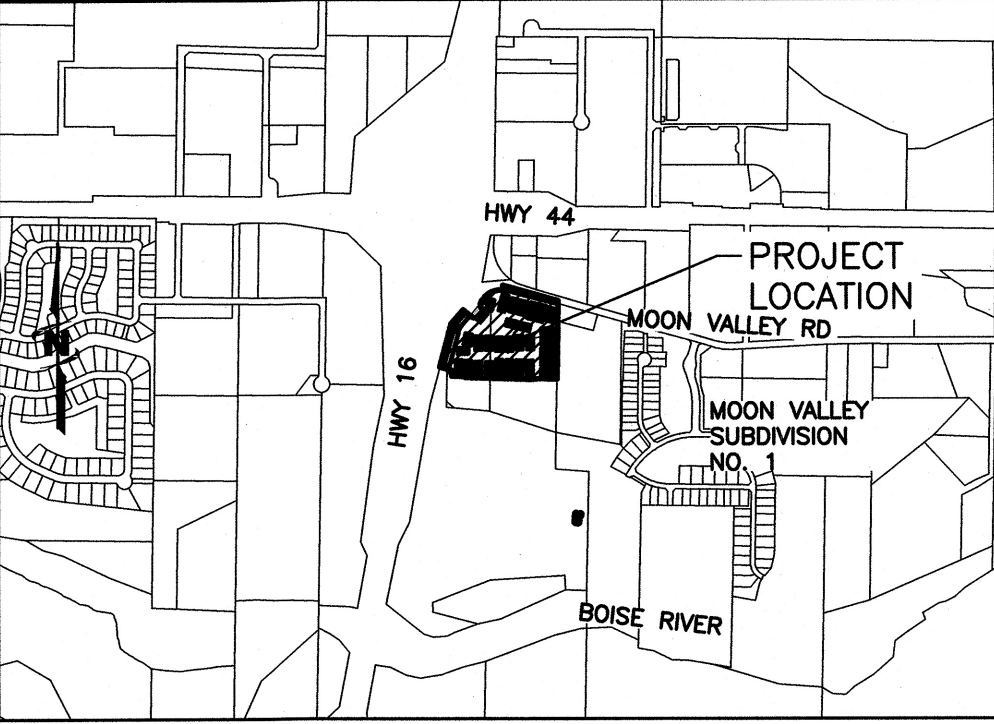 HWY 44
PROJECT
LOCATION
MOON VALLEY RD
N
HWY 16
MOON VALLEY
SUBDIVISION
NO. 1
BOISE RIVER